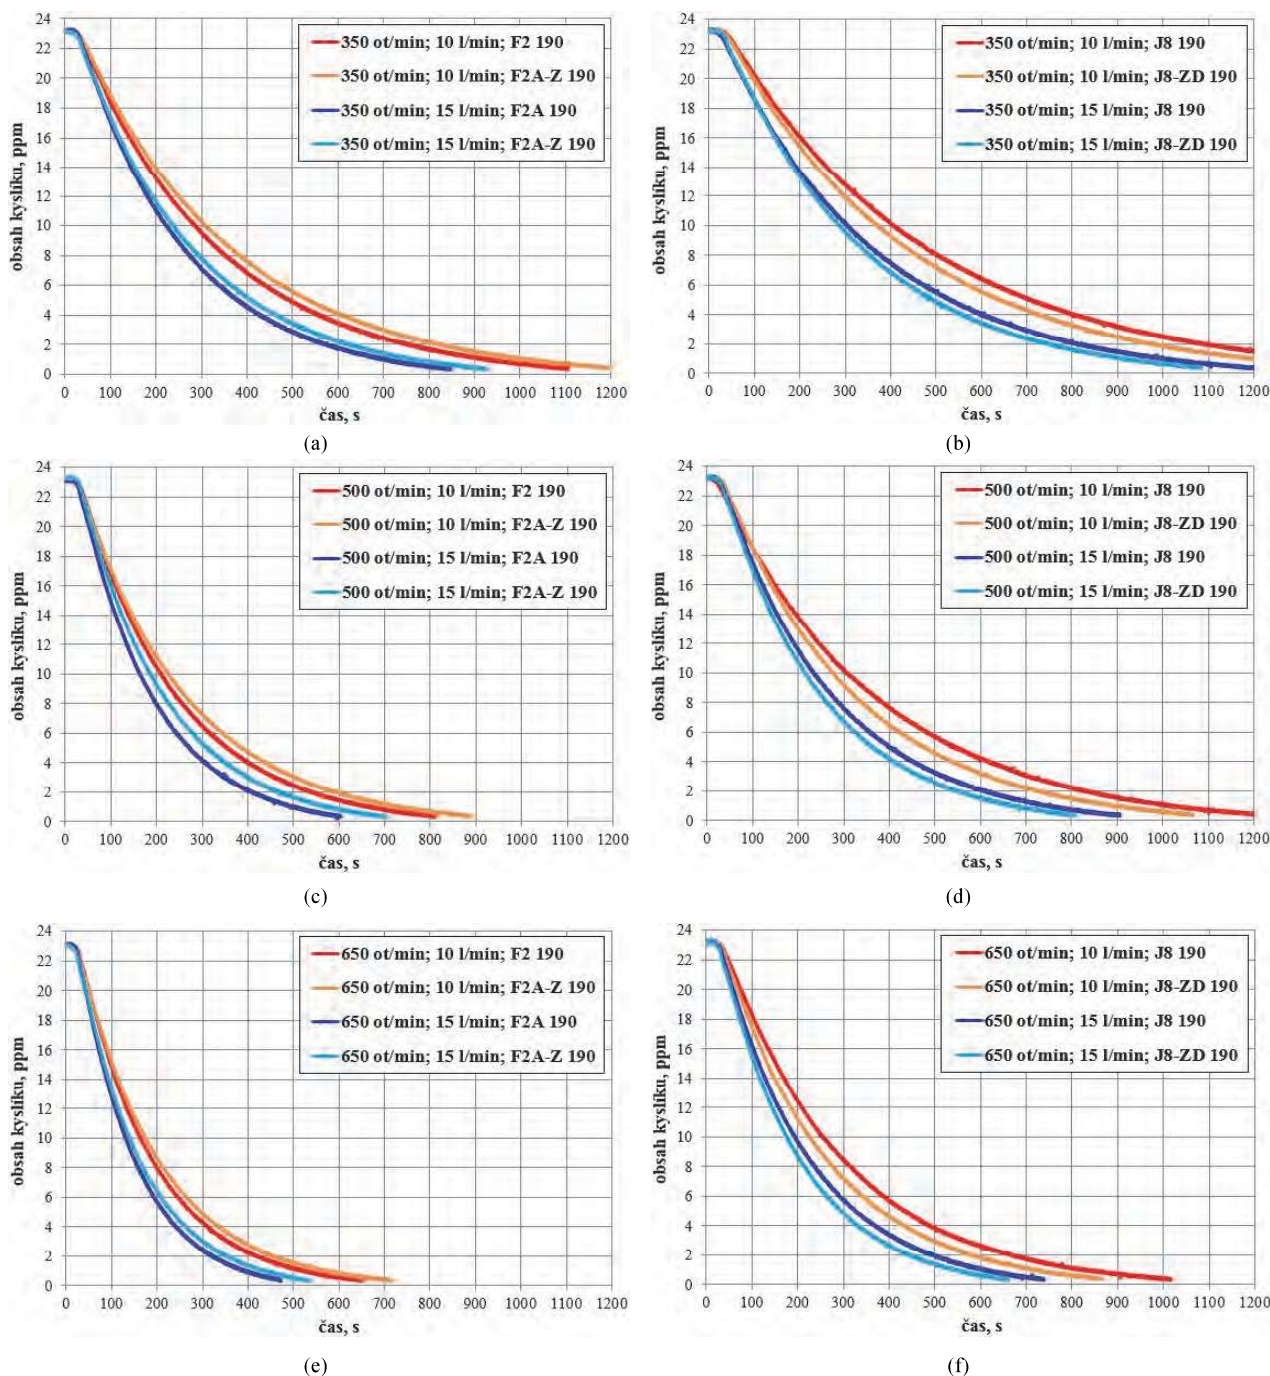 24
22
20
18
16
14
12
10
8
6
4
2
0
obsah kyslíku, ppm
350 ot/min; 10 l/min; F2 190
350 ot/min; 10 l/min; F2A-Z 190
350 ot/min; 15 l/min; F2A 190
350 ot/min; 15 l/min; F2A-Z 190
0 100 200 300 400 500 600 700 800 900 1000 1100 1200
čas, s
(a)
24
22
20
18
16
14
12
10
8
6
4
2
0
obsah kyslíku, ppm
350 ot/min; 10 l/min; J8 190
350 ot/min; 10 l/min; J8-ZD 190
350 ot/min; 15 l/min; J8 190
350 ot/min; 15 l/min; J8-ZD 190
0 100 200 300 400 500 600 700 800 900 1000 1100 1200
čas, s
(b)
24
22
20
18
16
14
12
10
8
6
4
2
0
obsah kyslíku, ppm
500 ot/min; 10 l/min; F2 190
500 ot/min; 10 l/min; F2A-Z 190
500 ot/min; 15 l/min; F2A 190
500 ot/min; 15 l/min; F2A-Z 190
0 100 200 300 400 500 600 700 800 900 1000 1100 1200
čas, s
(c)
24
22
20
18
16
14
12
10
8
6
4
2
0
obsah kyslíku, ppm
500 ot/min; 10 l/min; J8 190
500 ot/min; 10 l/min; J8-ZD 190
500 ot/min; 15 l/min; J8 190
500 ot/min; 15 l/min; J8-ZD 190
0 100 200 300 400 500 600 700 800 900 1000 1100 1200
čas, s
(d)
24
22
20
18
16
14
12
10
8
6
4
2
0
obsah kyslíku, ppm
650 ot/min; 10 l/min; F2 190
650 ot/min; 10 l/min; F2A-Z 190
650 ot/min; 15 l/min; F2A 190
650 ot/min; 15 l/min; F2A-Z 190
0 100 200 300 400 500 600 700 800 900 1000 1100 1200
čas, s
(e)
24
22
20
18
16
14
12
10
8
6
4
2
0
obsah kyslíku, ppm
650 ot/min; 10 l/min; J8 190
650 ot/min; 10 l/min; J8-ZD 190
650 ot/min; 15 l/min; J8 190
650 ot/min; 15 l/min; J8-ZD 190
0 100 200 300 400 500 600 700 800 900 1000 1100 1200
čas, s
(f)